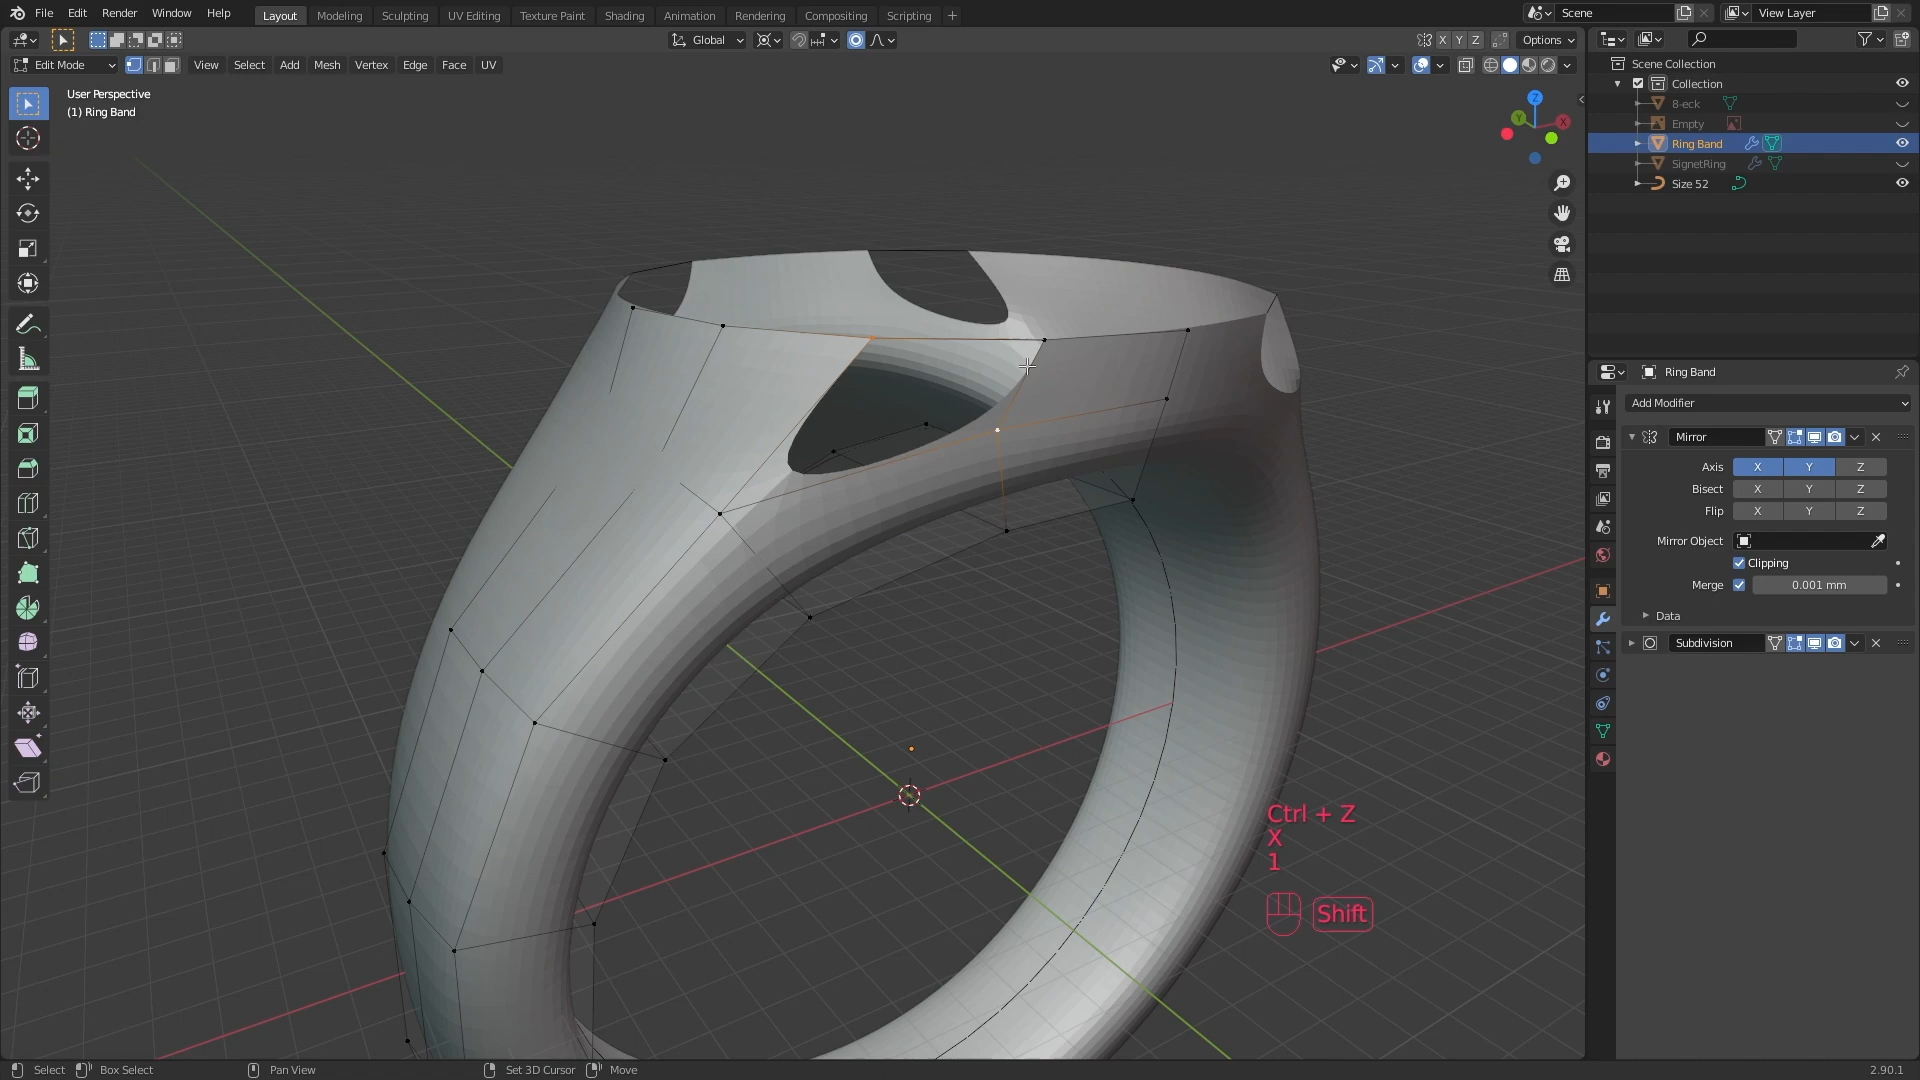 File Edit Render Window Help Layout Modeling Sculpting UV Editing Texture Paint Shading Animation Rendering Compositing Scripting + Scene View Layer
Global X Y Z Options
Edit Mode View Select Add Mesh Vertex Edge Face UV
User Perspective
(1) Ring Band
Z
Y
X
Scene Collection
Collection
8-eck
Empty
Ring Band
SignetRing
Size 52
Ring Band
Add Modifier
Mirror
Axis X Y Z
Bisect X Y Z
Flip X Y Z
Mirror Object
Clipping
Merge 0.001 mm
Data
Subdivision
Ctrl + Z
X
1
Shift
Select Box Select Pan View Set 3D Cursor Move 2.90.1